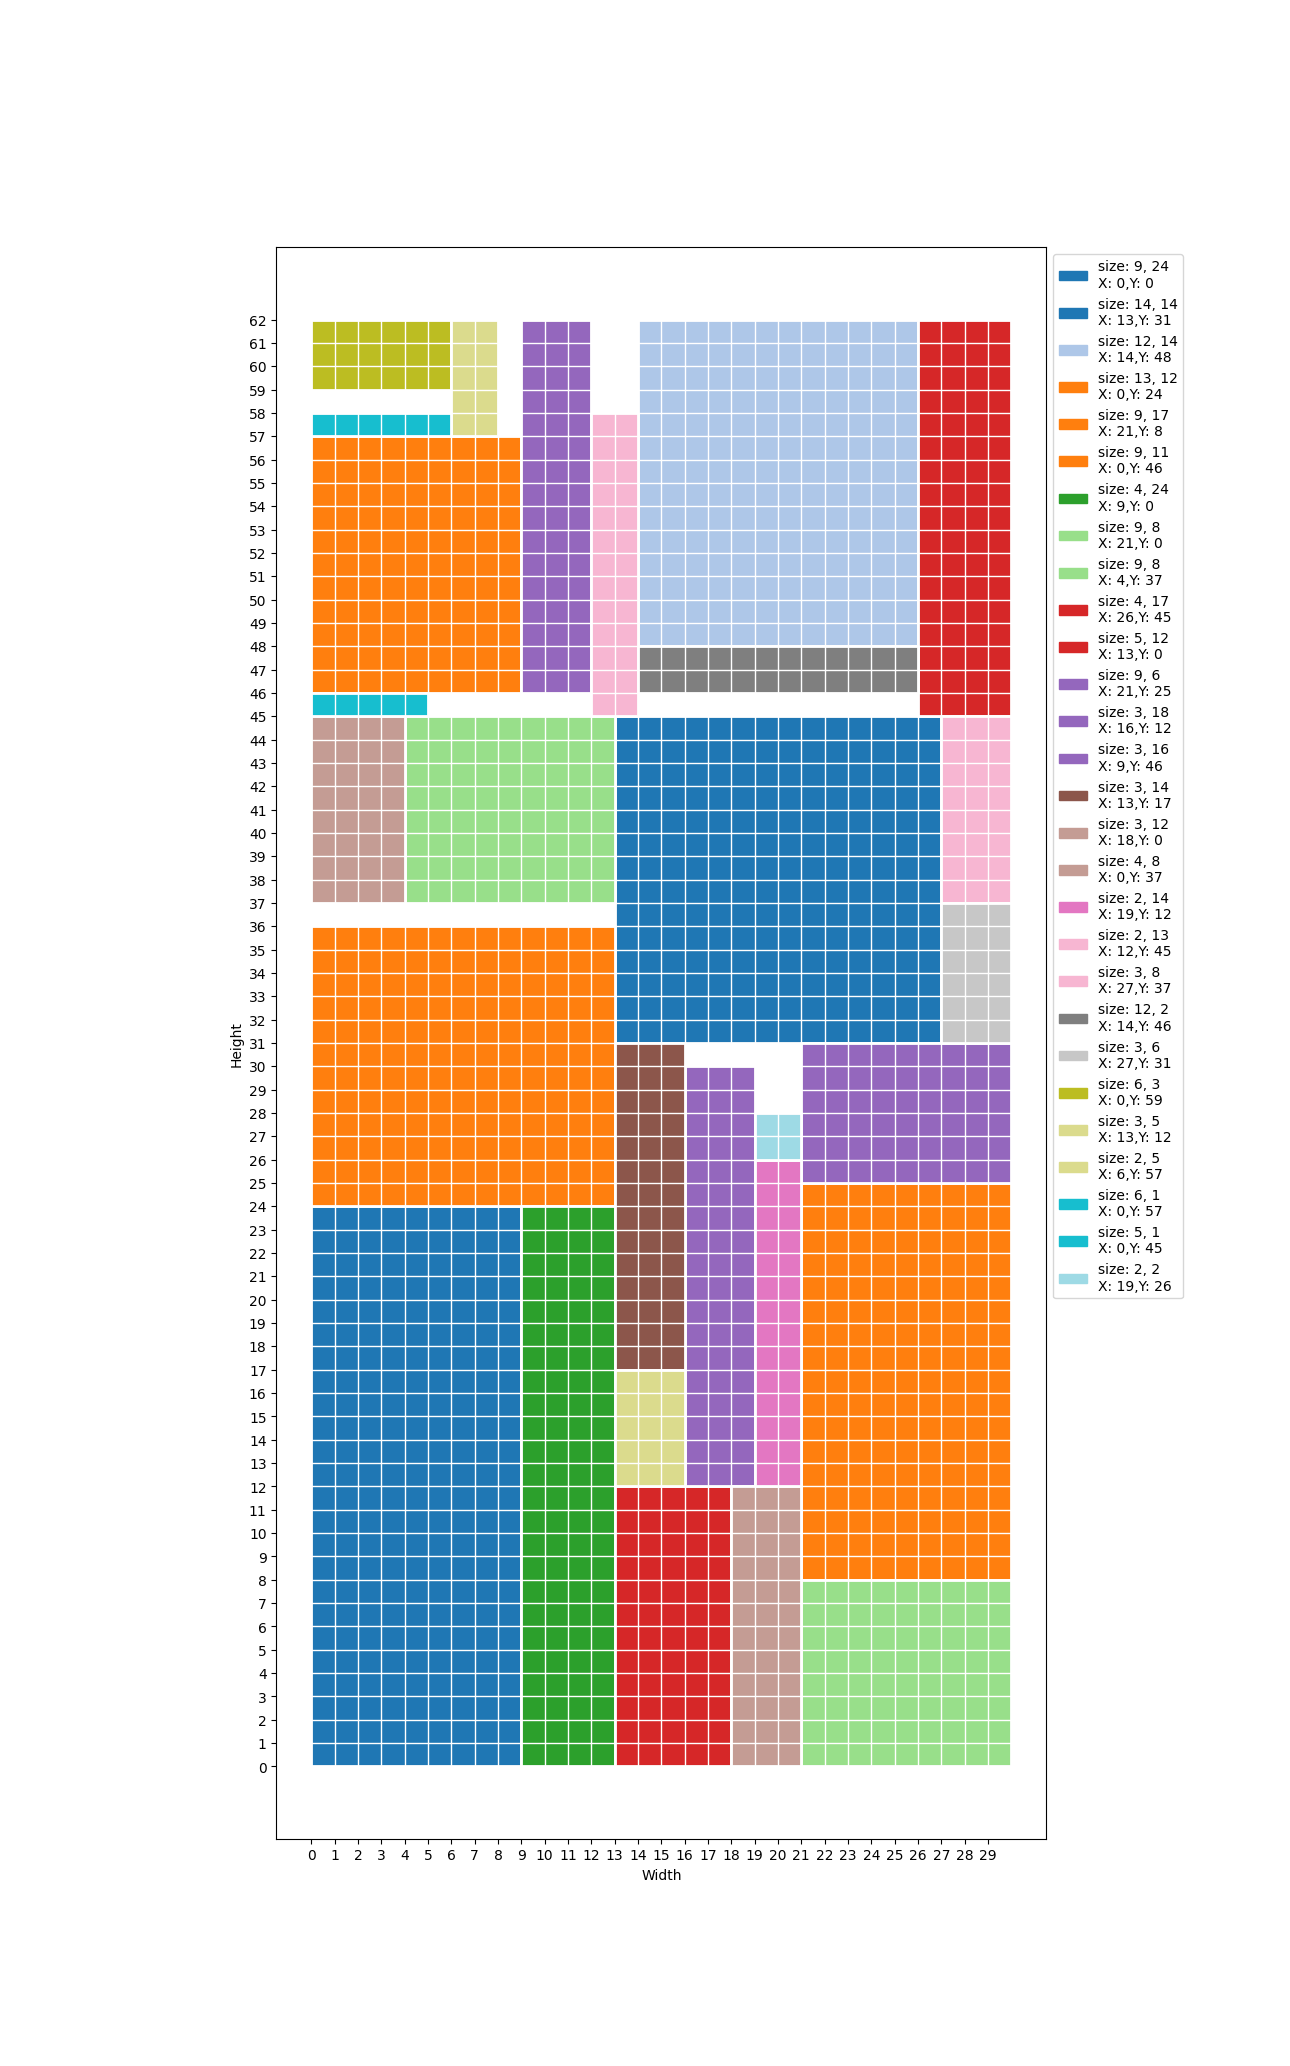 62
61
60
59
58
57
56
55
54
53
52
51
50
49
48
47
46
45
44
43
42
41
40
39
38
37
36
35
34
33
32
31
30
29
28
27
26
25
24
23
22
21
20
19
18
17
16
15
14
13
12
11
10
9
8
7
6
5
4
3
2
1
0
Height
0 1 2 3 4 5 6 7 8 9 10 11 12 13 14 15 16 17 18 19 20 21 22 23 24 25 26 27 28 29
Width
size: 9, 24
X: 0,Y: 0
size: 14, 14
X: 13,Y: 31
size: 12, 14
X: 14,Y: 48
size: 13, 12
X: 0,Y: 24
size: 9, 17
X: 21,Y: 8
size: 9, 11
X: 0,Y: 46
size: 4, 24
X: 9,Y: 0
size: 9, 8
X: 21,Y: 0
size: 9, 8
X: 4,Y: 37
size: 4, 17
X: 26,Y: 45
size: 5, 12
X: 13,Y: 0
size: 9, 6
X: 21,Y: 25
size: 3, 18
X: 16,Y: 12
size: 3, 16
X: 9,Y: 46
size: 3, 14
X: 13,Y: 17
size: 3, 12
X: 18,Y: 0
size: 4, 8
X: 0,Y: 37
size: 2, 14
X: 19,Y: 12
size: 2, 13
X: 12,Y: 45
size: 3, 8
X: 27,Y: 37
size: 12, 2
X: 14,Y: 46
size: 3, 6
X: 27,Y: 31
size: 6, 3
X: 0,Y: 59
size: 3, 5
X: 13,Y: 12
size: 2, 5
X: 6,Y: 57
size: 6, 1
X: 0,Y: 57
size: 5, 1
X: 0,Y: 45
size: 2, 2
X: 19,Y: 26